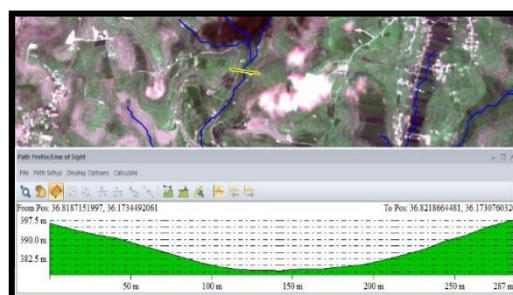 Path Profile/Line of Sight
File Path Setup Display Options Calculate
From Pos: 36.8187151997, 36.1734492061 To Pos: 36.8218664481, 36.173076032
397.5 m
390.0 m
382.5 m
50 m 100 m 150 m 200 m 250 m 287 m